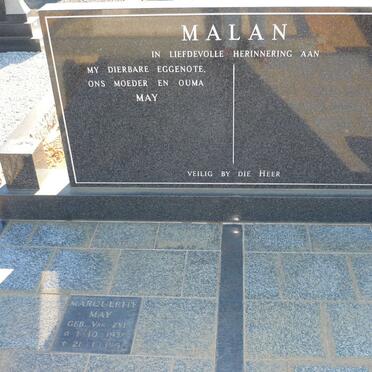 MALAN
IN LIEFDEVOLLE HERINNERING AAN
MY DIERBARE EGGENOTE,
ONS MOEDER EN OUMA
MAY
VEILIG BY DIE HEER
MARGUERITE
MAY
GEB. VAN ZYL